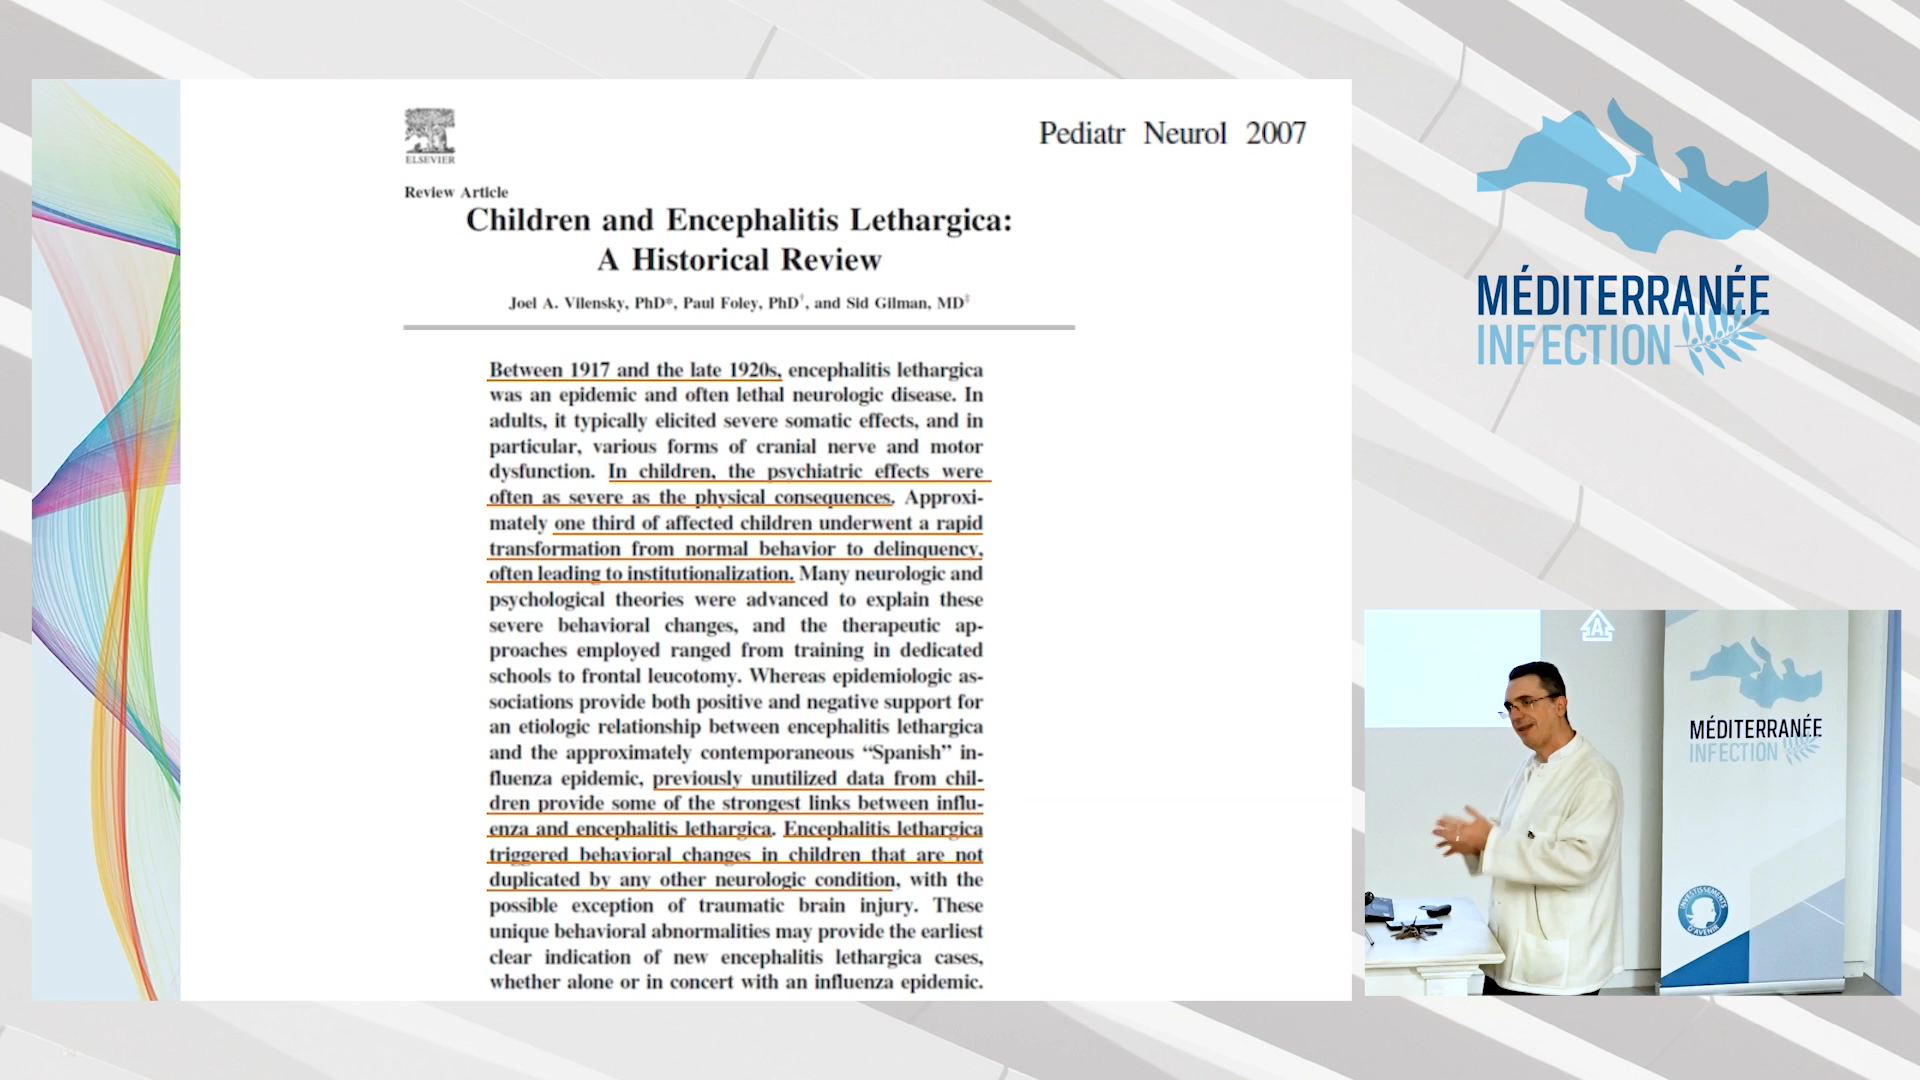 ELSEVIER
Pediatr Neurol 2007
Review Article
Children and Encephalitis Lethargica:
A Historical Review
Joel A. Vilensky, PhD*, Paul Foley, PhD†, and Sid Gilman, MD‡
Between 1917 and the late 1920s, encephalitis lethargica
was an epidemic and often lethal neurologic disease. In
adults, it typically elicited severe somatic effects, and in
particular, various forms of cranial nerve and motor
dysfunction. In children, the psychiatric effects were
often as severe as the physical consequences. Approxi-
mately one third of affected children underwent a rapid
transformation from normal behavior to delinquency,
often leading to institutionalization. Many neurologic and
psychological theories were advanced to explain these
severe behavioral changes, and the therapeutic ap-
proaches employed ranged from training in dedicated
schools to frontal leucotomy. Whereas epidemiologic as-
sociations provide both positive and negative support for
an etiologic relationship between encephalitis lethargica
and the approximately contemporaneous “Spanish” in-
fluenza epidemic, previously unutilized data from chil-
dren provide some of the strongest links between influ-
enza and encephalitis lethargica. Encephalitis lethargica
triggered behavioral changes in children that are not
duplicated by any other neurologic condition, with the
possible exception of traumatic brain injury. These
unique behavioral abnormalities may provide the earliest
clear indication of new encephalitis lethargica cases,
whether alone or in concert with an influenza epidemic.
MÉDITERRANÉE
INFECTION
A
MÉDITERRANÉE
INFECTION
INVESTISSEMENTS
D'AVENIR